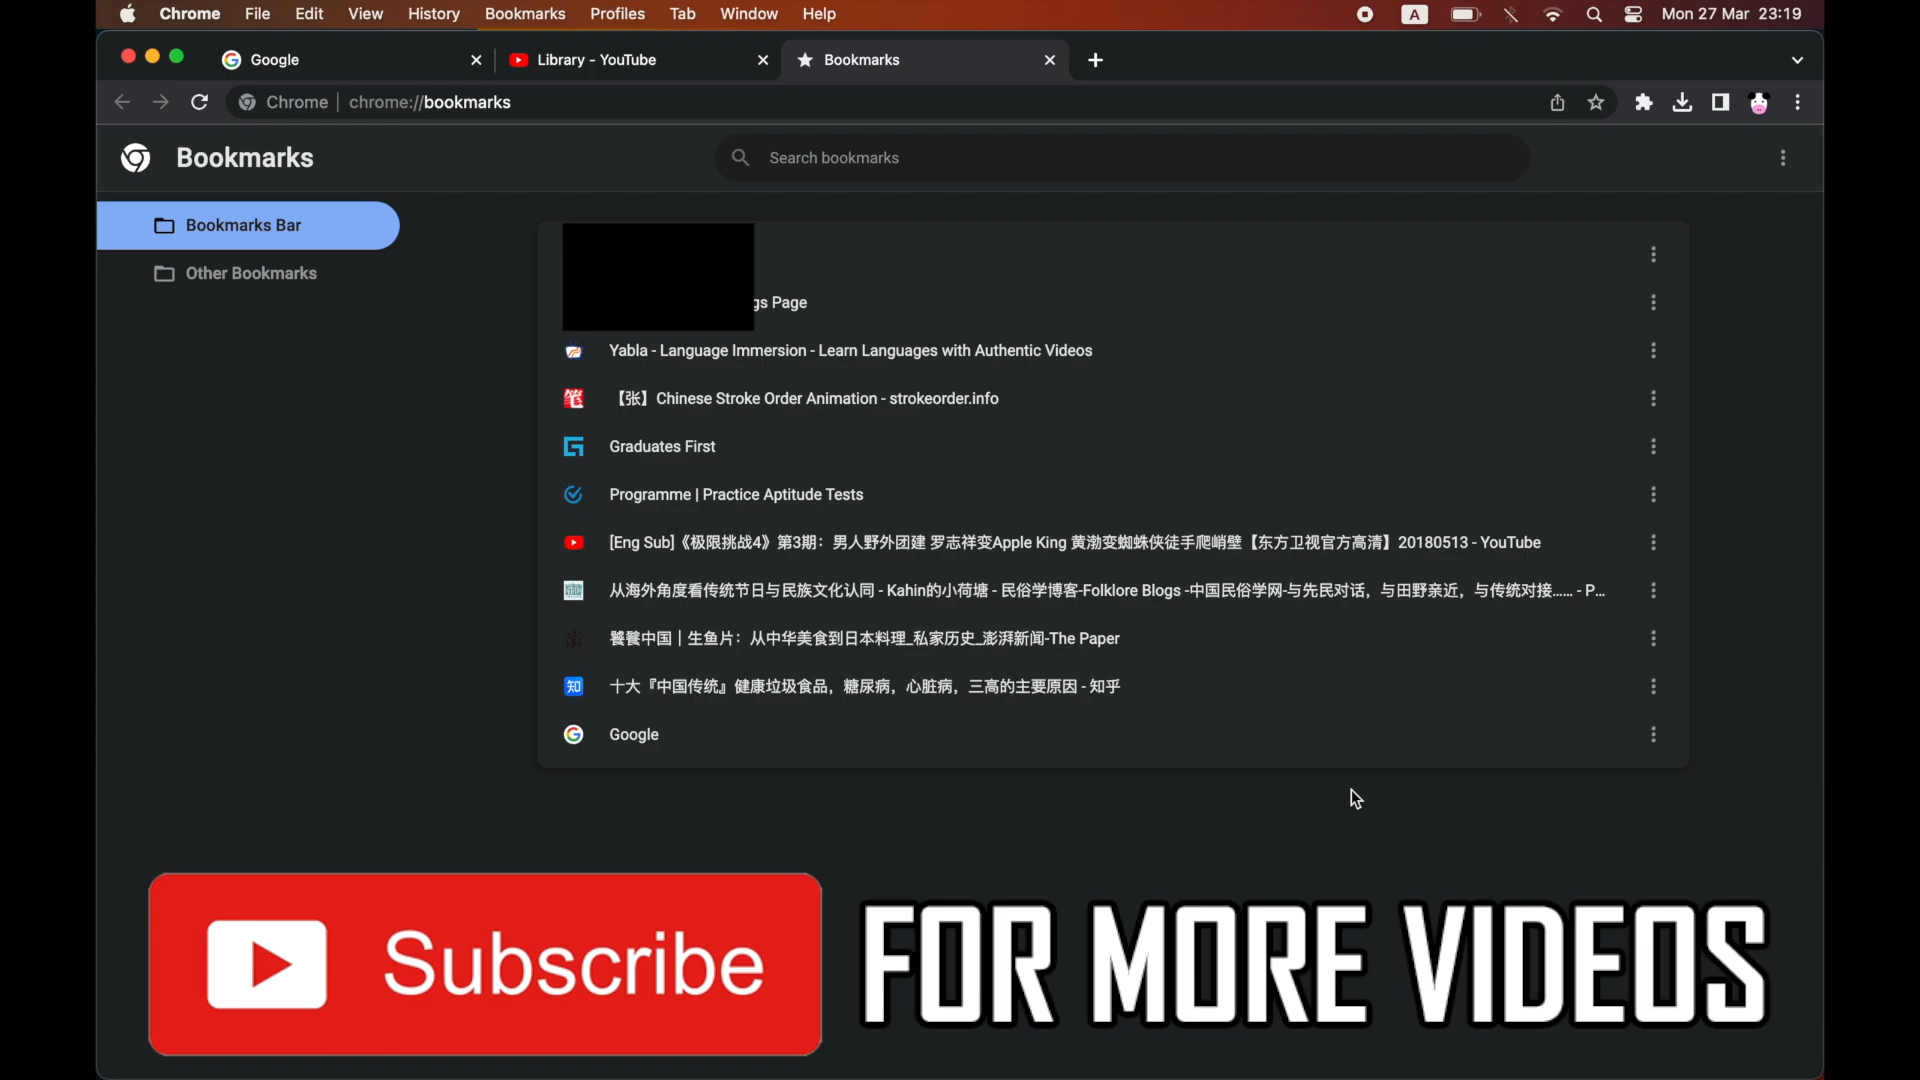 Chrome File Edit View History Bookmarks Profiles Tab Window Help A Mon 27 Mar 23:19
Google Library - YouTube Bookmarks
Chrome chrome://bookmarks
Bookmarks
Search bookmarks
Bookmarks Bar
Other Bookmarks
Page
Yabla - Language Immersion - Learn Languages with Authentic Videos
笔 【张】Chinese Stroke Order Animation - strokeorder.info
Graduates First
Programme | Practice Aptitude Tests
[Eng Sub]《极限挑战4》第3期：男人野外团建 罗志祥变Apple King 黄渤变蜘蛛侠徒手爬峭壁【东方卫视官方高清】20180513 - YouTube
从海外角度看传统节日与民族文化认同 - Kahin的小荷塘 - 民俗学博客-Folklore Blogs -中国民俗学网-与先民对话，与田野亲近，与传统对接...... - P...
饕餮中国｜生鱼片：从中华美食到日本料理_私家历史_澎湃新闻-The Paper
知 十大『中国传统』健康垃圾食品，糖尿病，心脏病，三高的主要原因 - 知乎
Google
Subscribe FOR MORE VIDEOS